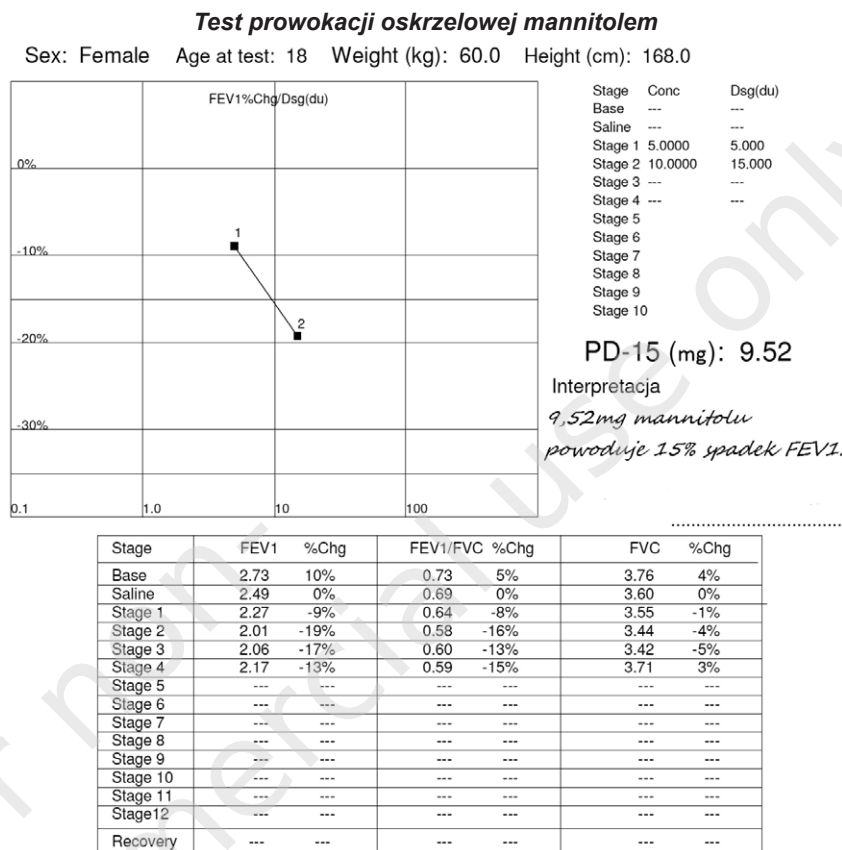 Test prowokacji oskrzelowej mannitolem
Sex: Female Age at test: 18 Weight (kg): 60.0 Height (cm): 168.0
FEV1%Chg/Dsg(du)
0%
-10%
-20%
-30%
0.1 1.0 10 100
1
2
Stage Conc Dsg(du)
Base --- ---
Saline --- ---
Stage 1 5.0000 5.000
Stage 2 10.0000 15.000
Stage 3 --- ---
Stage 4 --- ---
Stage 5
Stage 6
Stage 7
Stage 8
Stage 9
Stage 10
PD-15 (mg): 9.52
Interpretacja
9,52mg mannitolu
powoduje 15% spadek FEV1.
Stage FEV1 %Chg FEV1/FVC %Chg FVC %Chg
Base 2.73 10% 0.73 5% 3.76 4%
Saline 2.49 0% 0.69 0% 3.60 0%
Stage 1 2.27 -9% 0.64 -8% 3.55 -1%
Stage 2 2.01 -19% 0.58 -16% 3.44 -4%
Stage 3 2.06 -17% 0.60 -13% 3.42 -5%
Stage 4 2.17 -13% 0.59 -15% 3.71 3%
Stage 5 --- --- --- --- --- ---
Stage 6 --- --- --- --- --- ---
Stage 7 --- --- --- --- --- ---
Stage 8 --- --- --- --- --- ---
Stage 9 --- --- --- --- --- ---
Stage 10 --- --- --- --- --- ---
Stage 11 --- --- --- --- --- ---
Stage12 --- --- --- --- --- ---
Recovery --- --- --- --- --- ---